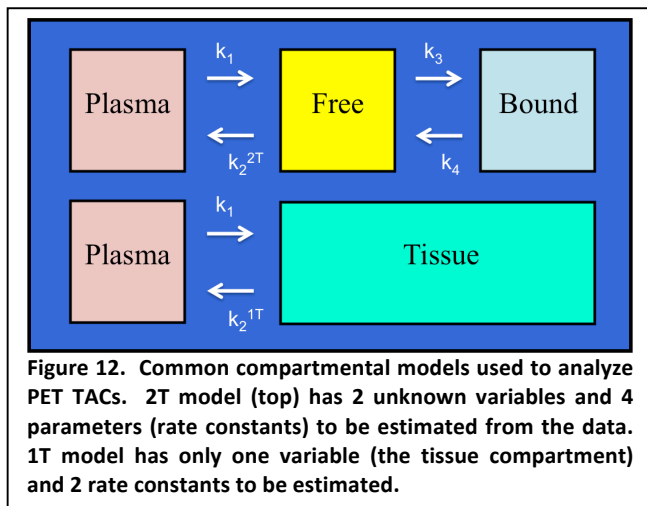 k₁
k₃
Plasma
Free
Bound
k₂²ᵀ
k₄
k₁
Plasma
Tissue
k₂¹ᵀ
Figure 12. Common compartmental models used to analyze
PET TACs. 2T model (top) has 2 unknown variables and 4
parameters (rate constants) to be estimated from the data.
1T model has only one variable (the tissue compartment)
and 2 rate constants to be estimated.